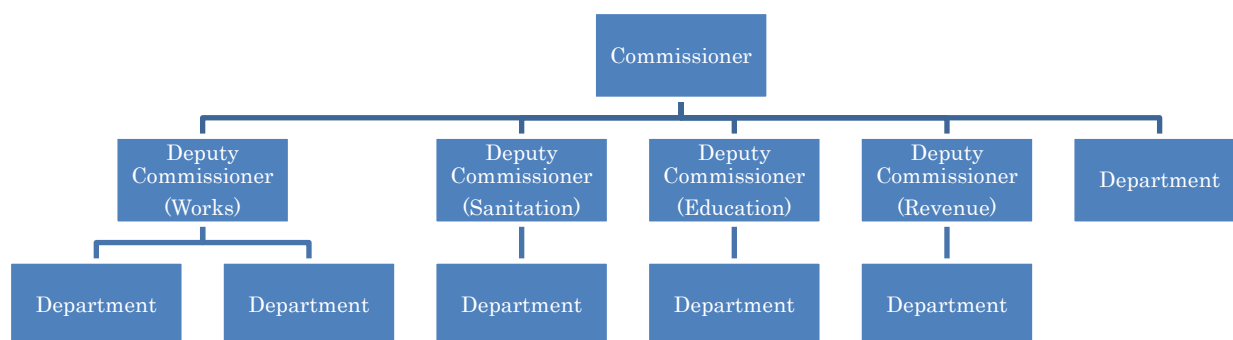 Commissioner
Deputy
Commissioner
(Works)
Deputy
Commissioner
(Sanitation)
Deputy
Commissioner
(Education)
Deputy
Commissioner
(Revenue)
Department
Department
Department
Department
Department
Department